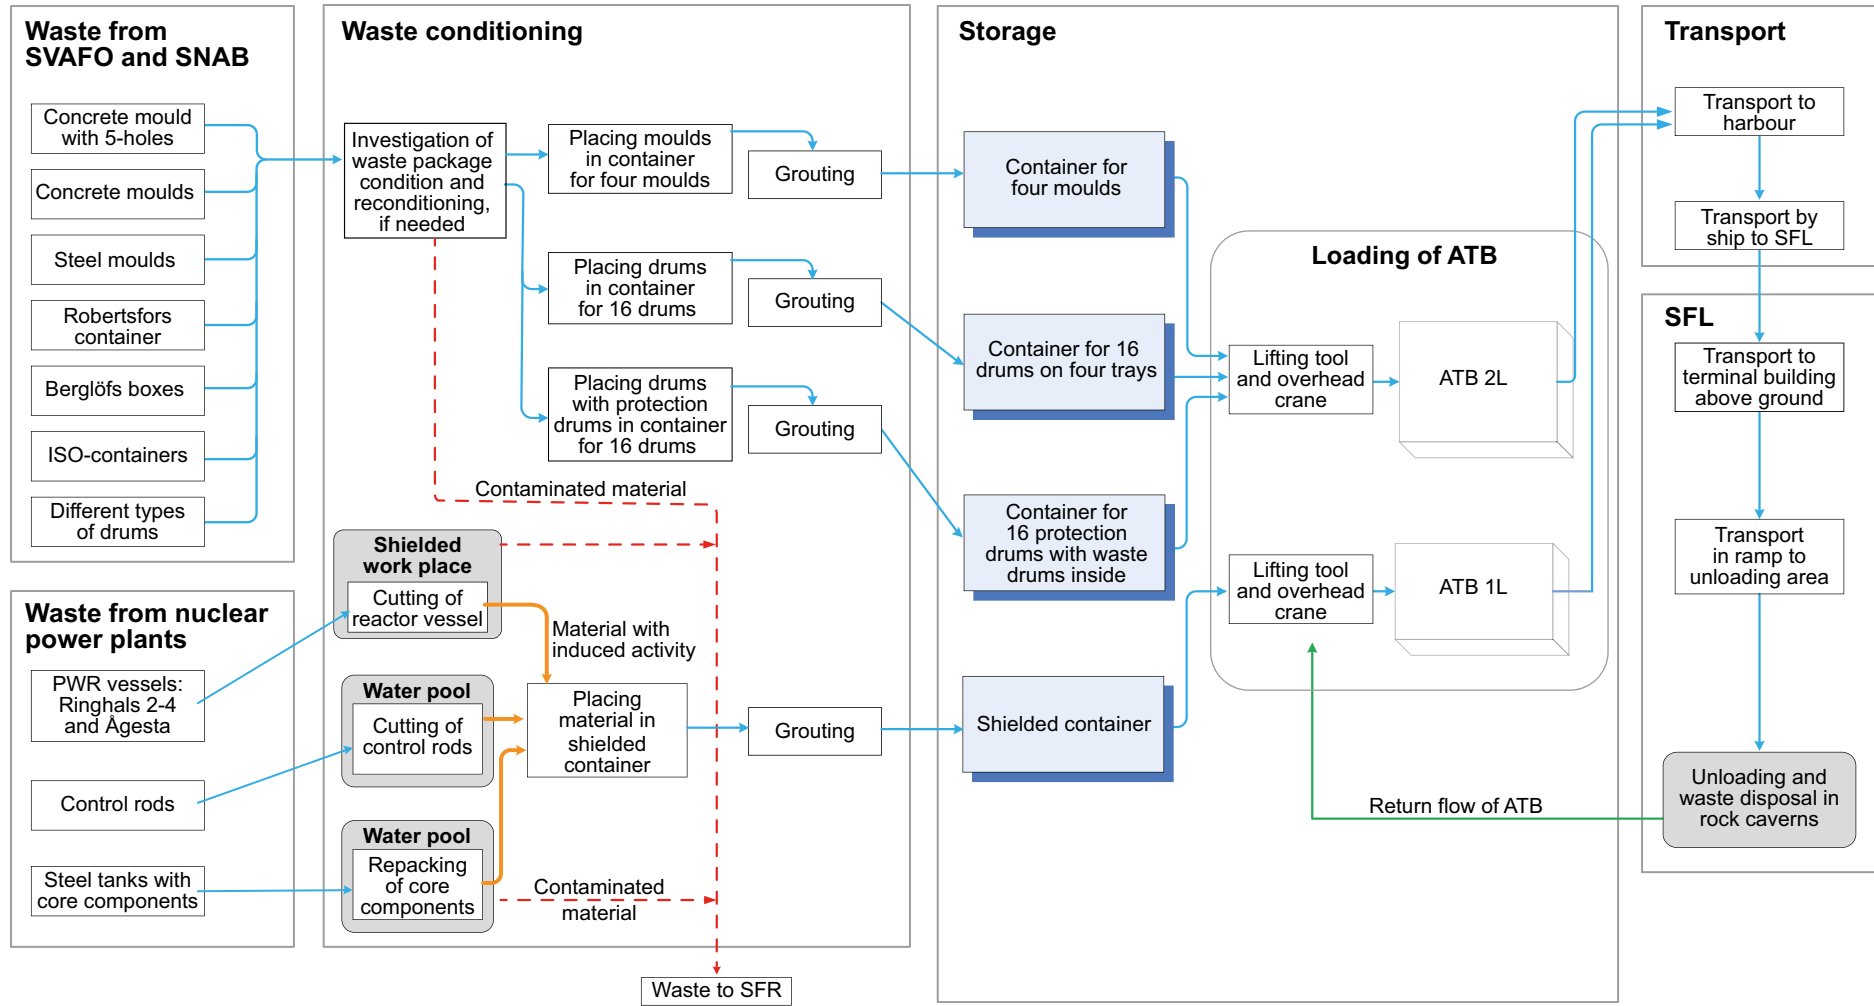 Waste from
SVAFO and SNAB
Concrete mould
with 5-holes
Concrete moulds
Steel moulds
Robertsfors
container
Berglöfs boxes
ISO-containers
Different types
of drums
Waste from nuclear
power plants
PWR vessels:
Ringhals 2-4
and Ågesta
Control rods
Steel tanks with
core components
Waste conditioning
Investigation of
waste package
condition and
reconditioning,
if needed
Placing moulds
in container
for four moulds
Grouting
Placing drums
in container
for 16 drums
Grouting
Placing drums
with protection
drums in container
for 16 drums
Grouting
Contaminated material
Shielded
work place
Cutting of
reactor vessel
Material with
induced activity
Water pool
Cutting of
control rods
Placing
material in
shielded
container
Grouting
Water pool
Repacking
of core
components
Contaminated
material
Waste to SFR
Storage
Container for
four moulds
Container for 16
drums on four trays
Container for
16 protection
drums with waste
drums inside
Shielded container
Loading of ATB
Lifting tool
and overhead
crane
ATB 2L
Lifting tool
and overhead
crane
ATB 1L
Return flow of ATB
Transport
Transport to
harbour
Transport by
ship to SFL
SFL
Transport to
terminal building
above ground
Transport
in ramp to
unloading area
Unloading and
waste disposal in
rock caverns